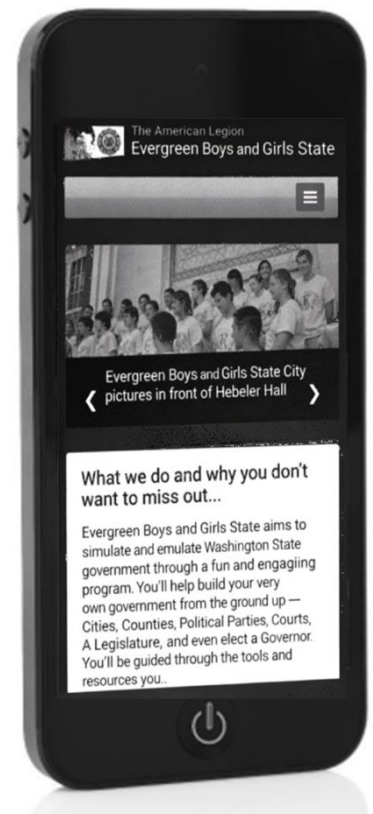 The American Legion
Evergreen Boys and Girls State
Evergreen Boys and Girls State City
pictures in front of Hebeler Hall
What we do and why you don't
want to miss out...
Evergreen Boys and Girls State aims to
simulate and emulate Washington State
government through a fun and engagiing
program. You'll help build your very
own government from the ground up —
Cities, Counties, Political Parties, Courts,
A Legislature, and even elect a Governor.
You'll be guided through the tools and
resources you..